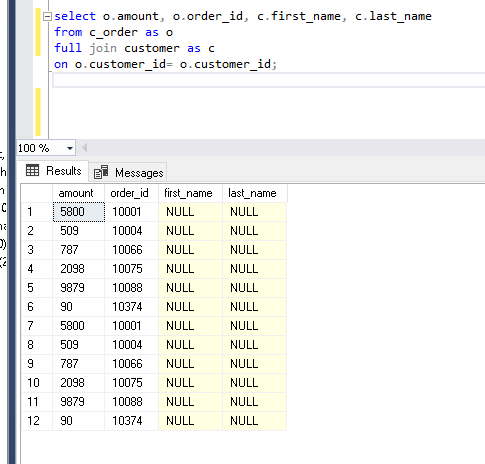 select o.amount, o.order_id, c.first_name, c.last_name
from c_order as o
full join customer as c
on o.customer_id= o.customer_id;
100 %
Results Messages
amount order_id first_name last_name
1 5800 10001 NULL NULL
2 509 10004 NULL NULL
3 787 10066 NULL NULL
4 2098 10075 NULL NULL
5 9879 10088 NULL NULL
6 90 10374 NULL NULL
7 5800 10001 NULL NULL
8 509 10004 NULL NULL
9 787 10066 NULL NULL
10 2098 10075 NULL NULL
11 9879 10088 NULL NULL
12 90 10374 NULL NULL